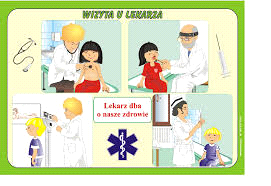 WIZYTA U LEKARZA
Lekarz dba
o nasze zdrowie